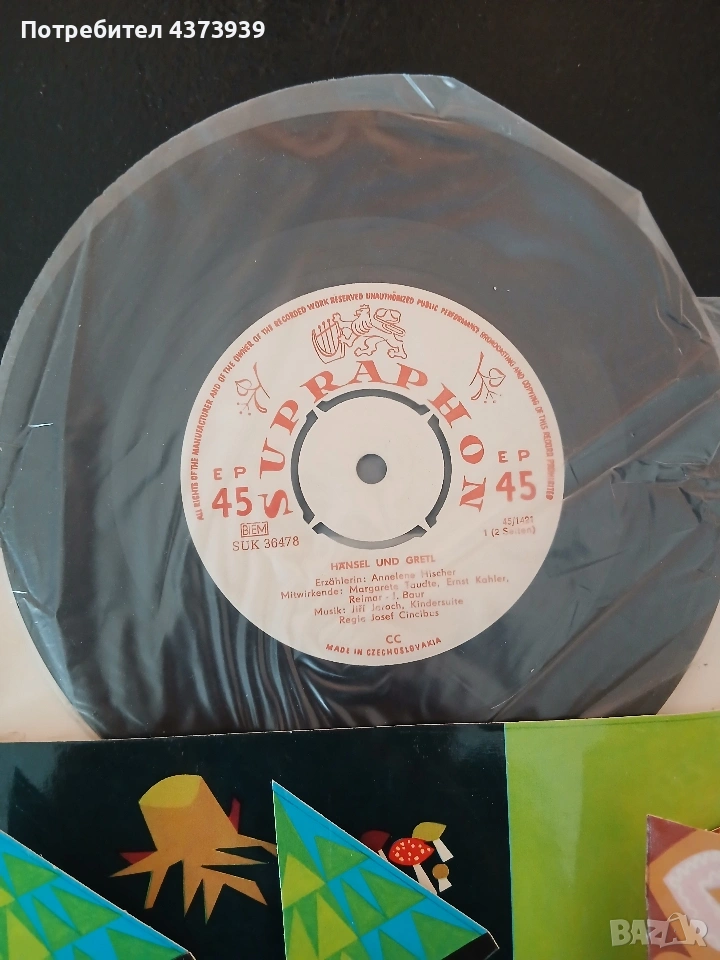 Потребител 4373939
ALL RIGHTS OF THE MANUFACTURER AND OF THE OWNER OF THE RECORDED WORK RESERVED UNAUTHORIZED PUBLIC PERFORMANCE BROADCASTING AND COPYING OF THIS RECORD PROHIBITED
SUPRAPHON
EP
45
EP
45
BIEM
SUK 36478
1 (2 Seiten)
HÄNSEL UND GRETL
Erzählerin: Annelene Hischer
Mitwirkende: Margarete Taudte, Ernst Kahler,
Reimar - J. Baur
Musik: Jiří Jaroch, Kindersuite
Regie Josef Cincibus
CC
MADE IN CZECHOSLOVAKIA
BAZAR